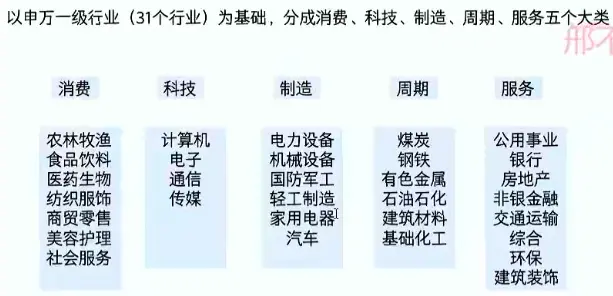 以申万一级行业（31个行业）为基础，分成消费、科技、制造、周期、服务五个大类
邢不
消费 科技 制造 周期 服务
农林牧渔 计算机 电力设备 煤炭 公用事业
食品饮料 电子 机械设备 钢铁 银行
医药生物 通信 国防军工 有色金属 房地产
纺织服饰 传媒 轻工制造 石油石化 非银金融
商贸零售 家用电器 建筑材料 交通运输
美容护理 汽车 基础化工 综合
社会服务 环保
建筑装饰